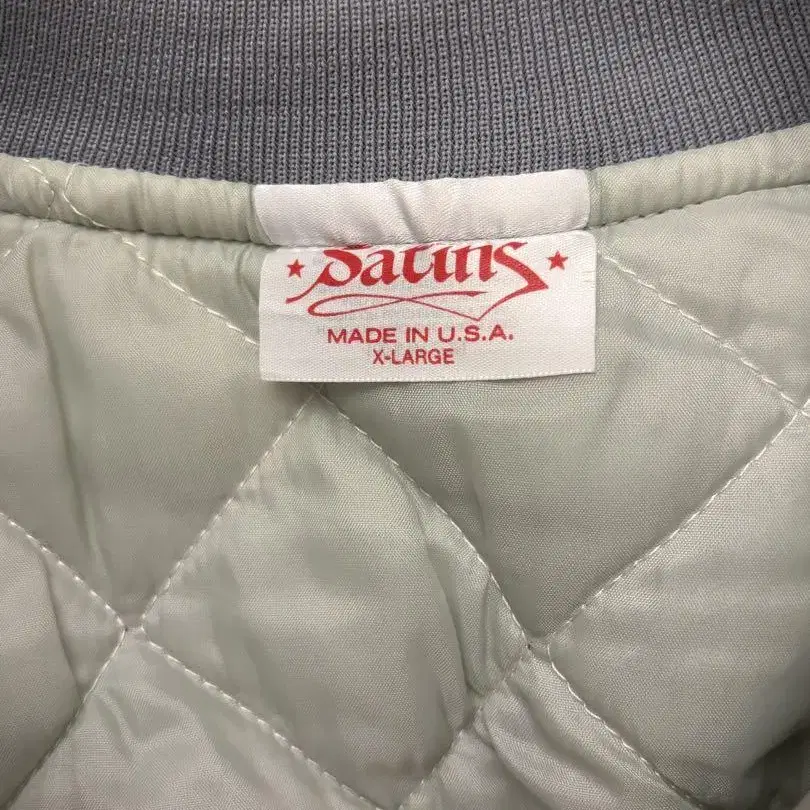 ★ Satins ★
MADE IN U.S.A.
X-LARGE